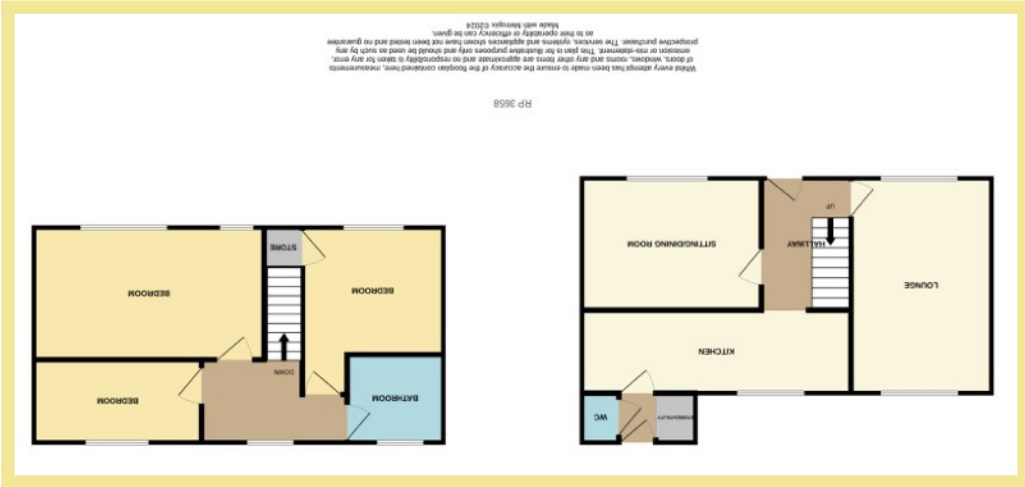 WC
KITCHEN
LOUNGE
HALLWAY
SITTING/DINING ROOM
UP
BATHROOM
BEDROOM
DOWN
BEDROOM
BEDROOM
STORE
RP 3658
Whilst every attempt has been made to ensure the accuracy of the floorplan contained here, measurements
of doors, windows, rooms and any other items are approximate and no responsibility is taken for any error,
omission or mis-statement. This plan is for illustrative purposes only and should be used as such by any
prospective purchaser. The services, systems and appliances shown have not been tested and no guarantee
as to their operability or efficiency can be given.
Made with Metropix ©2024